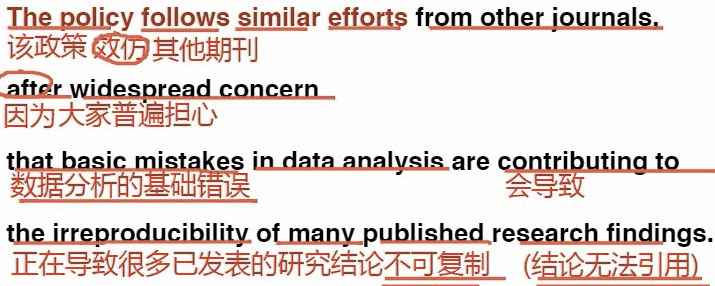 The policy follows similar efforts from other journals.
该政策 效仿 其他期刊
after widespread concern
因为大家普遍担心
that basic mistakes in data analysis are contributing to
数据分析的基础错误 会导致
the irreproducibility of many published research findings.
正在导致很多已发表的研究结论不可复制 (结论无法引用)